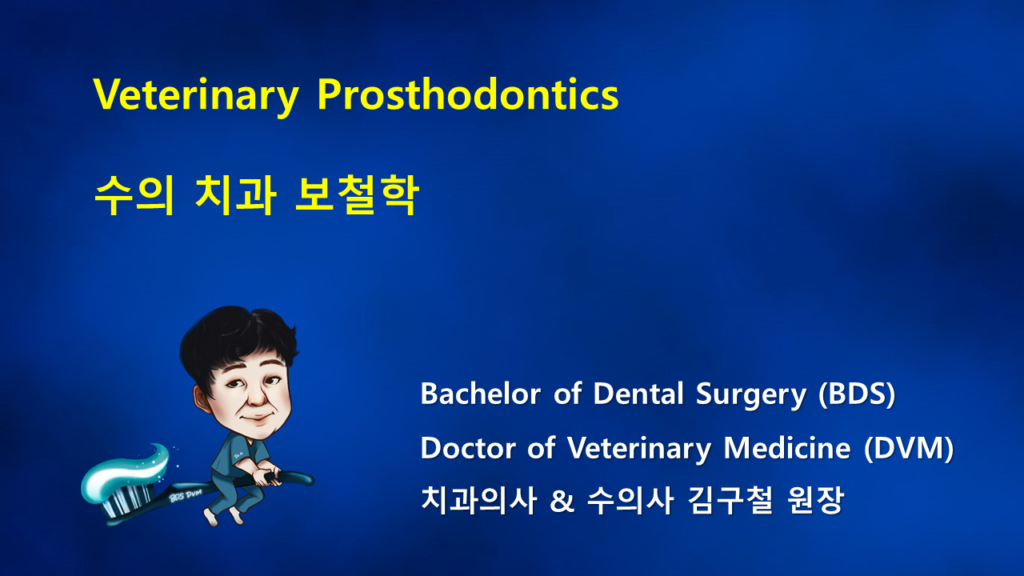 Veterinary Prosthodontics
수의 치과 보철학
Bachelor of Dental Surgery (BDS)
Doctor of Veterinary Medicine (DVM)
치과의사 & 수의사 김구철 원장
BDS DVM